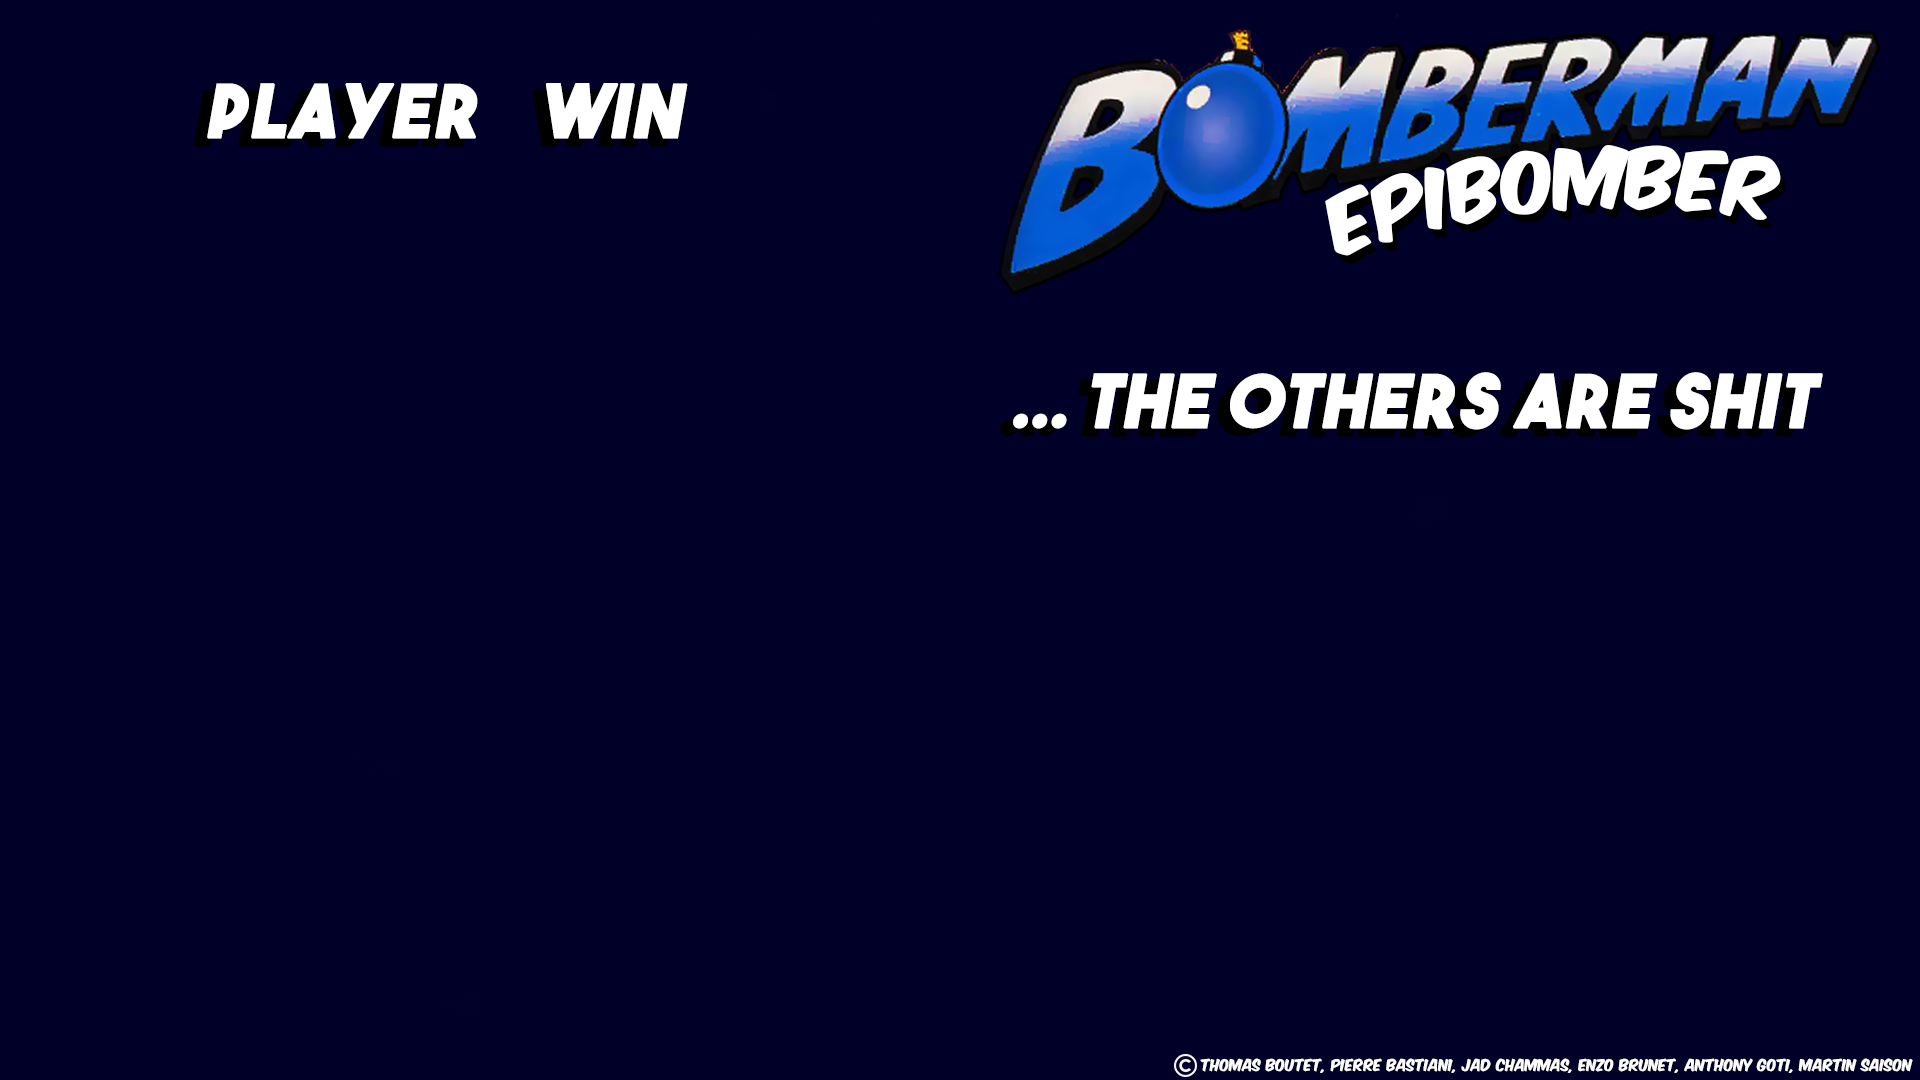 PLAYER WIN
BOMBERMAN
EPIBOMBER
... THE OTHERS ARE SHIT
© THOMAS BOUTET, PIERRE BASTIANI, JAD CHAMMAS, ENZO BRUNET, ANTHONY GOTI, MARTIN SAISON